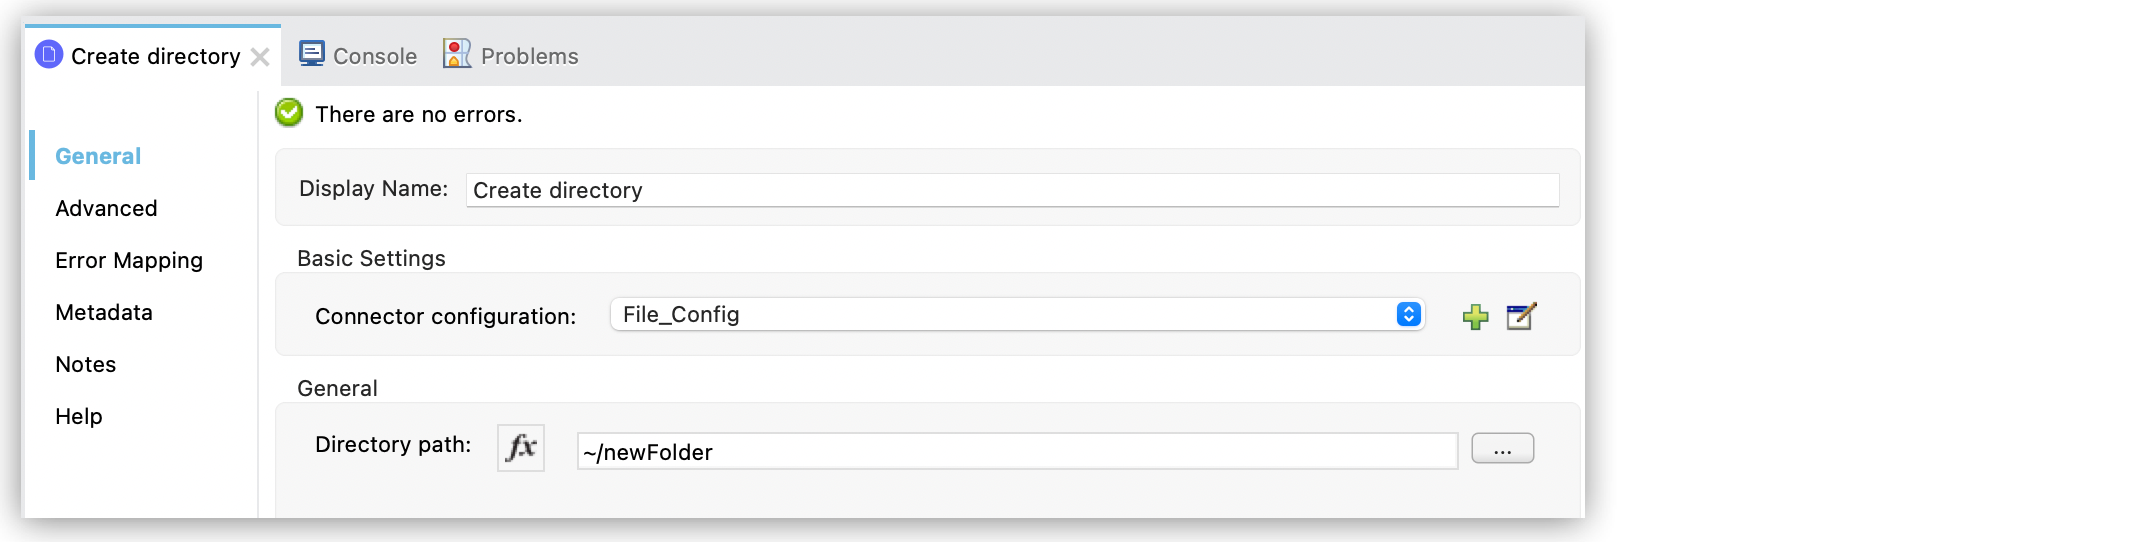 Create directory
Console
Problems
There are no errors.
General
Advanced
Error Mapping
Metadata
Notes
Help
Display Name: Create directory
Basic Settings
Connector configuration: File_Config
General
Directory path: fx ~/newFolder ...